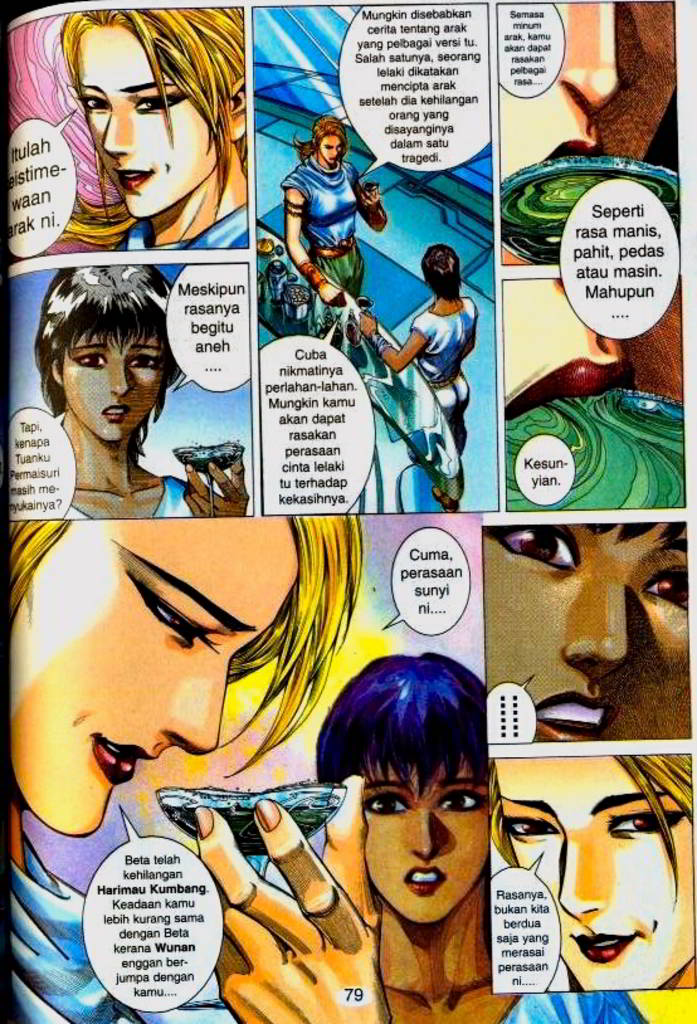 Itulah
keistime-
waan
arak ni.
Mungkin disebabkan
cerita tentang arak
yang pelbagai versi tu.
Salah satunya, seorang
lelaki dikatakan
mencipta arak
setelah dia kehilangan
orang yang
disayanginya
dalam satu
tragedi.
Cuba
nikmatinya
perlahan-lahan.
Mungkin kamu
akan dapat
rasakan
perasaan
cinta lelaki
tu terhadap
kekasihnya.
Semasa
minum
arak, kamu
akan dapat
rasakan
pelbagai
rasa....
Seperti
rasa manis,
pahit, pedas
atau masin.
Mahupun
....
Kesun-
yian.
Meskipun
rasanya
begitu
aneh
....
Tapi,
kenapa
Tuanku
Permaisuri
masih me-
nyukainya?
Cuma,
perasaan
sunyi
ni....
Beta telah
kehilangan
Harimau Kumbang.
Keadaan kamu
lebih kurang sama
dengan Beta
kerana Wunan
enggan ber-
jumpa dengan
kamu....
Rasanya,
bukan kita
berdua
saja yang
merasai
perasaan
ni.....
79